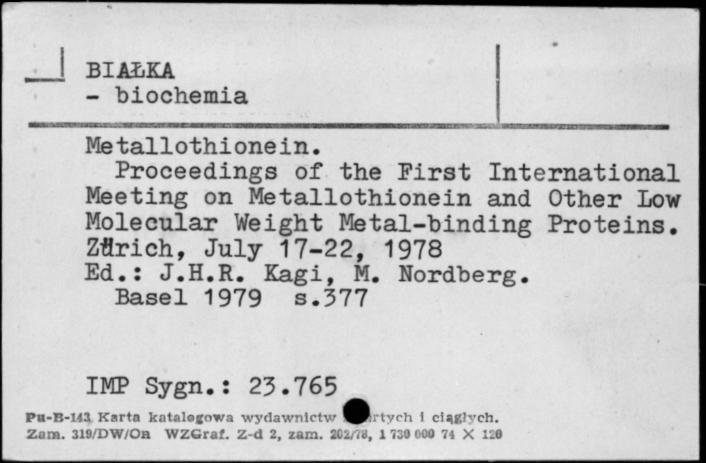 BIAŁKA
- biochemia
Metallothionein.
Proceedings of the First International
Meeting on Metallothionein and Other Low
Molecular Weight Metal-binding Proteins.
Zürich, July 17-22, 1978
Ed.: J.H.R. Kagi, M. Nordberg.
Basel 1979 s.377
IMP Sygn.: 23.765
Pu-B-143 Karta katalogowa wydawnictw i ciągłych.
Zam. 319/DW/On WZGraf. Z-d 2, zam. 202/78, 1 730 000 74 X 120